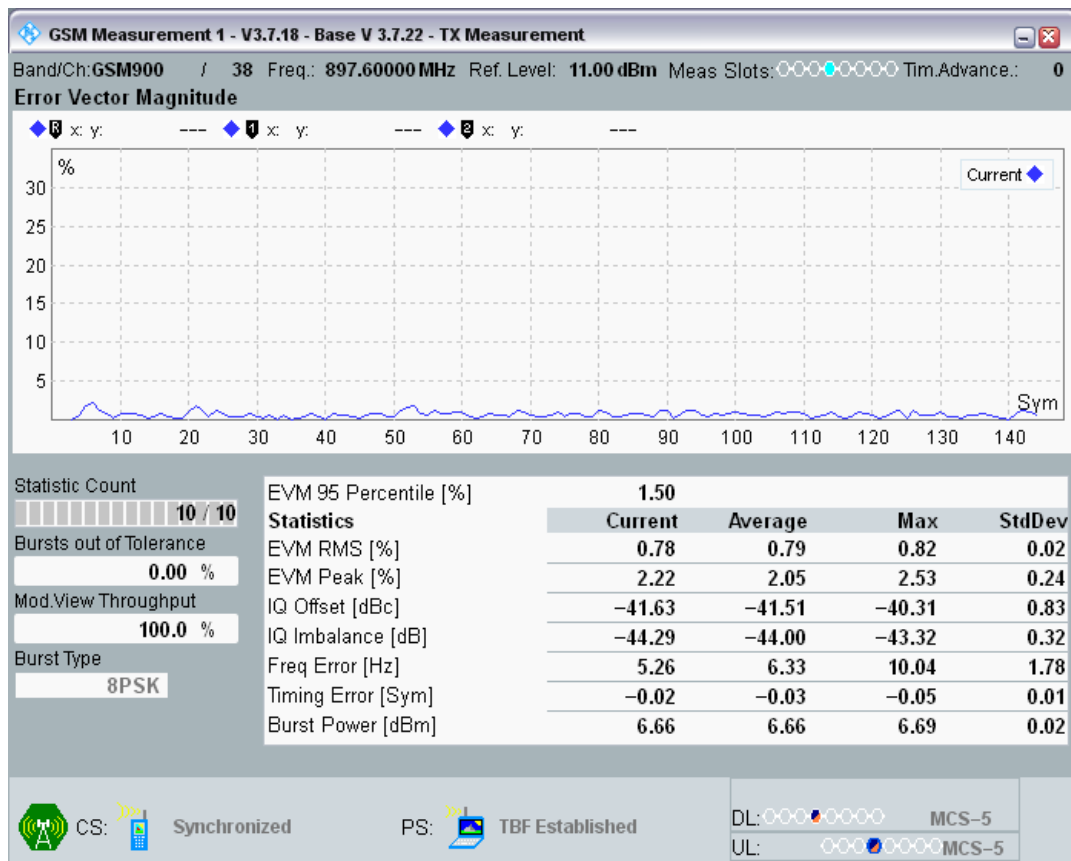 GSM Measurement 1 - V3.7.18 - Base V 3.7.22 - TX Measurement
Band/Ch:GSM900 / 38 Freq.: 897.60000 MHz Ref. Level: 11.00 dBm Meas Slots: Tim.Advance.: 0
Error Vector Magnitude
R x: y: --- 1 x: y: --- 2 x: y: ---
%
Current
30
25
20
15
10
5
Sym
10 20 30 40 50 60 70 80 90 100 110 120 130 140
Statistic Count
10 / 10
Bursts out of Tolerance
0.00 %
Mod.View Throughput
100.0 %
Burst Type
8PSK
EVM 95 Percentile [%] 1.50
Statistics Current Average Max StdDev
EVM RMS [%] 0.78 0.79 0.82 0.02
EVM Peak [%] 2.22 2.05 2.53 0.24
IQ Offset [dBc] −41.63 −41.51 −40.31 0.83
IQ Imbalance [dB] −44.29 −44.00 −43.32 0.32
Freq Error [Hz] 5.26 6.33 10.04 1.78
Timing Error [Sym] −0.02 −0.03 −0.05 0.01
Burst Power [dBm] 6.66 6.66 6.69 0.02
CS: Synchronized PS: TBF Established
DL: MCS−5
UL: MCS−5